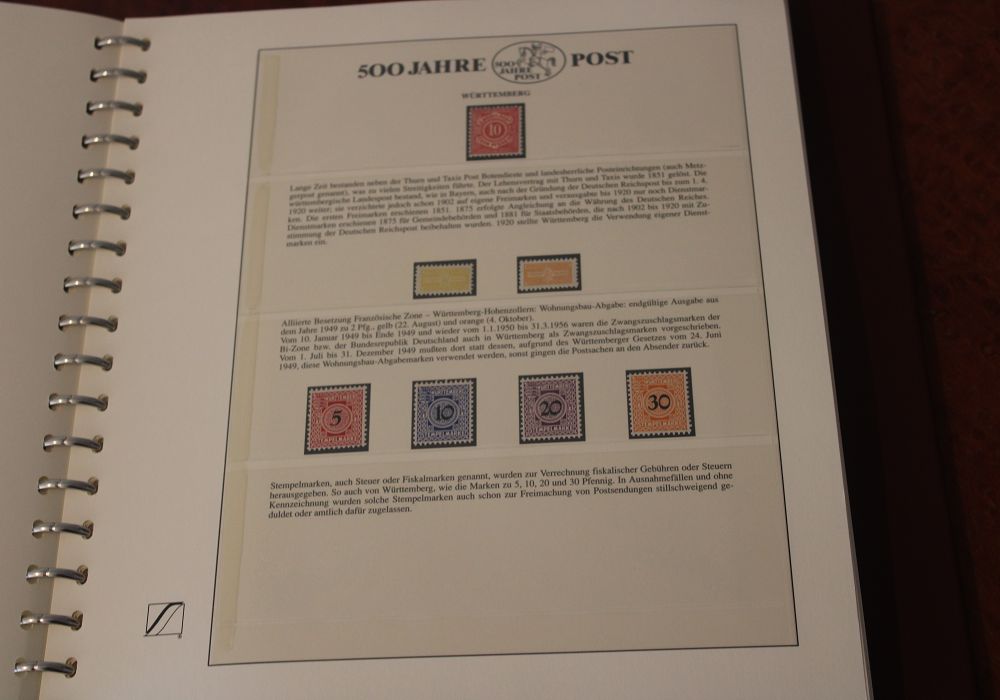 500 JAHRE
500
JAHRE
POST
POST
WÜRTTEMBERG
10
Lange Zeit bestanden neben der Thurn und Taxis Post Botendienste und landesherrliche Posteinrichtungen (auch Metz-
gerpost genannt), was zu vielen Streitigkeiten führte. Der Lehensvertrag mit Thurn und Taxis wurde 1851 gelöst. Die
württembergische Landespost bestand, wie in Bayern, auch nach der Gründung der Deutschen Reichspost bis zum 1. 4.
1920 weiter; sie verzichtete jedoch schon 1902 auf eigene Freimarken und verausgabte bis 1920 nur noch Dienstmar-
ken. Die ersten Freimarken erschienen 1851. 1875 erfolgte Angleichung an die Währung des Deutschen Reiches.
Dienstmarken erschienen 1875 für Gemeindebehörden und 1881 für Staatsbehörden, die nach 1902 bis 1920 mit Zu-
stimmung der Deutschen Reichspost beibehalten wurden. 1920 stellte Württemberg die Verwendung eigener Dienst-
marken ein.
Alliierte Besetzung Französische Zone – Württemberg-Hohenzollern: Wohnungsbau-Abgabe: endgültige Ausgabe aus
dem Jahre 1949 zu 2 Pfg., gelb (22. August) und orange (4. Oktober).
Vom 10. Januar 1949 bis Ende 1949 und wieder vom 1.1.1950 bis 31.3.1956 waren die Zwangszuschlagsmarken der
Bi-Zone bzw. der Bundesrepublik Deutschland auch in Württemberg als Zwangszuschlagsmarken vorgeschrieben.
Vom 1. Juli bis 31. Dezember 1949 mußten dort statt dessen, aufgrund des Württemberger Gesetzes vom 24. Juni
1949, diese Wohnungsbau-Abgabemarken verwendet werden, sonst gingen die Postsachen an den Absender zurück.
5 10 20 30
STEMPELMARKE STEMPELMARKE STEMPELMARKE STEMPELMARKE
Stempelmarken, auch Steuer oder Fiskalmarken genannt, wurden zur Verrechnung fiskalischer Gebühren oder Steuern
herausgegeben. So auch von Württemberg, wie die Marken zu 5, 10, 20 und 30 Pfennig. In Ausnahmefällen und ohne
Kennzeichnung wurden solche Stempelmarken auch schon zur Freimachung von Postsendungen stillschweigend ge-
duldet oder amtlich dafür zugelassen.